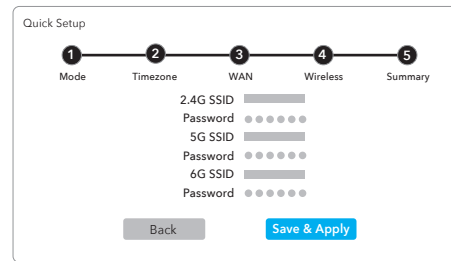 Quick Setup
1 2 3 4 5
Mode Timezone WAN Wireless Summary
2.4G SSID
Password
5G SSID
Password
6G SSID
Password
Back Save & Apply